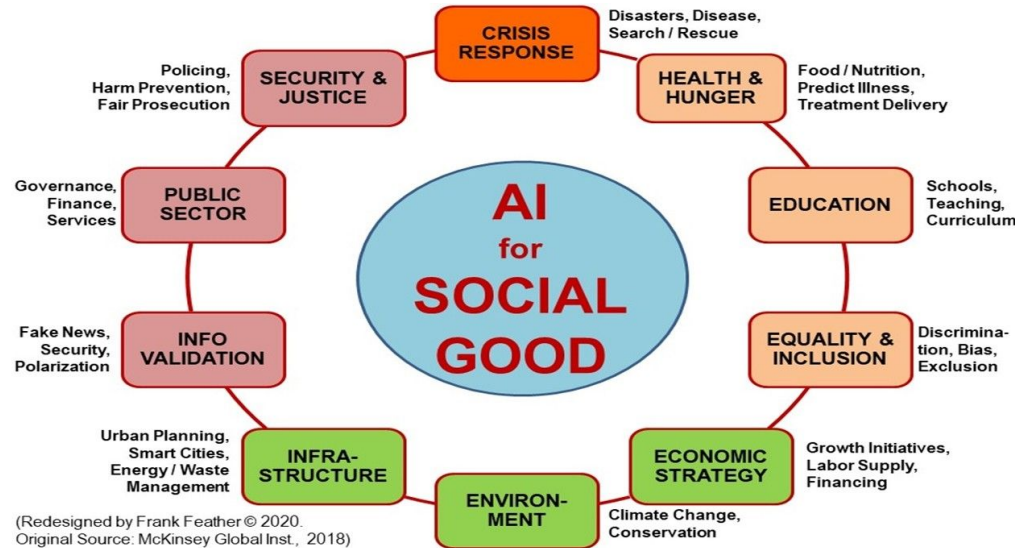 CRISIS
RESPONSE
Disasters, Disease,
Search / Rescue
HEALTH &
HUNGER
Food / Nutrition,
Predict Illness,
Treatment Delivery
EDUCATION
Schools,
Teaching,
Curriculum
EQUALITY &
INCLUSION
Discrimina-
tion, Bias,
Exclusion
ECONOMIC
STRATEGY
Growth Initiatives,
Labor Supply,
Financing
ENVIRON-
MENT
Climate Change,
Conservation
INFRA-
STRUCTURE
Urban Planning,
Smart Cities,
Energy / Waste
Management
INFO
VALIDATION
Fake News,
Security,
Polarization
PUBLIC
SECTOR
Governance,
Finance,
Services
SECURITY &
JUSTICE
Policing,
Harm Prevention,
Fair Prosecution
AI
for
SOCIAL
GOOD
(Redesigned by Frank Feather © 2020.
Original Source: McKinsey Global Inst., 2018)